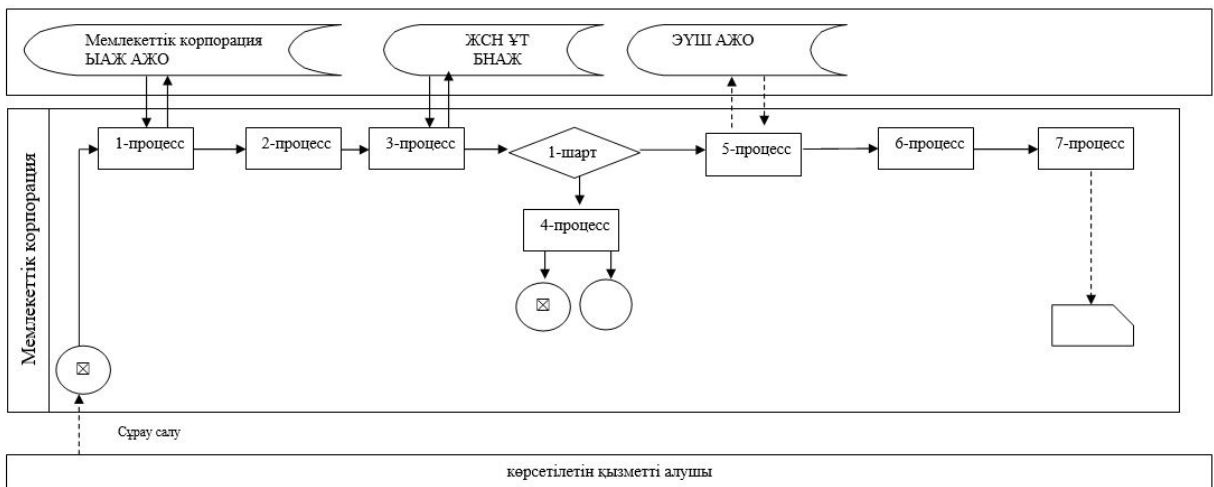 Мемлекеттік корпорация
ЫАЖ АЖО
ЖСН ҰТ
БНАЖ
ЭҮШ АЖО
Мемлекеттік корпорация
1-процесс
2-процесс
3-процесс
1-шарт
5-процесс
6-процесс
7-процесс
4-процесс
Сұрау салу
көрсетілетін қызметті алушы